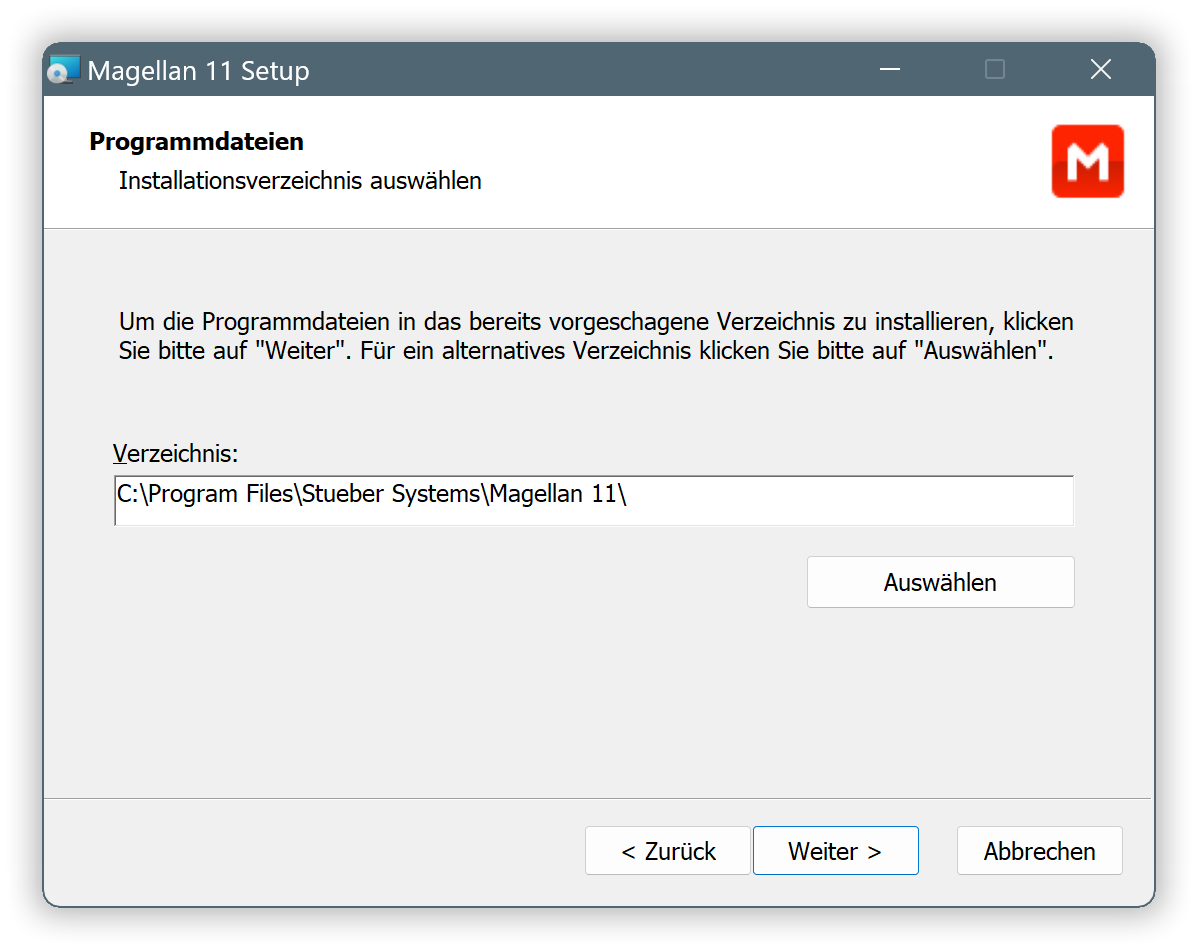 Magellan 11 Setup
Programmdateien
Installationsverzeichnis auswählen
M
Um die Programmdateien in das bereits vorgeschagene Verzeichnis zu installieren, klicken
Sie bitte auf "Weiter". Für ein alternatives Verzeichnis klicken Sie bitte auf "Auswählen".
Verzeichnis:
C:\Program Files\Stueber Systems\Magellan 11\
Auswählen
< Zurück
Weiter >
Abbrechen